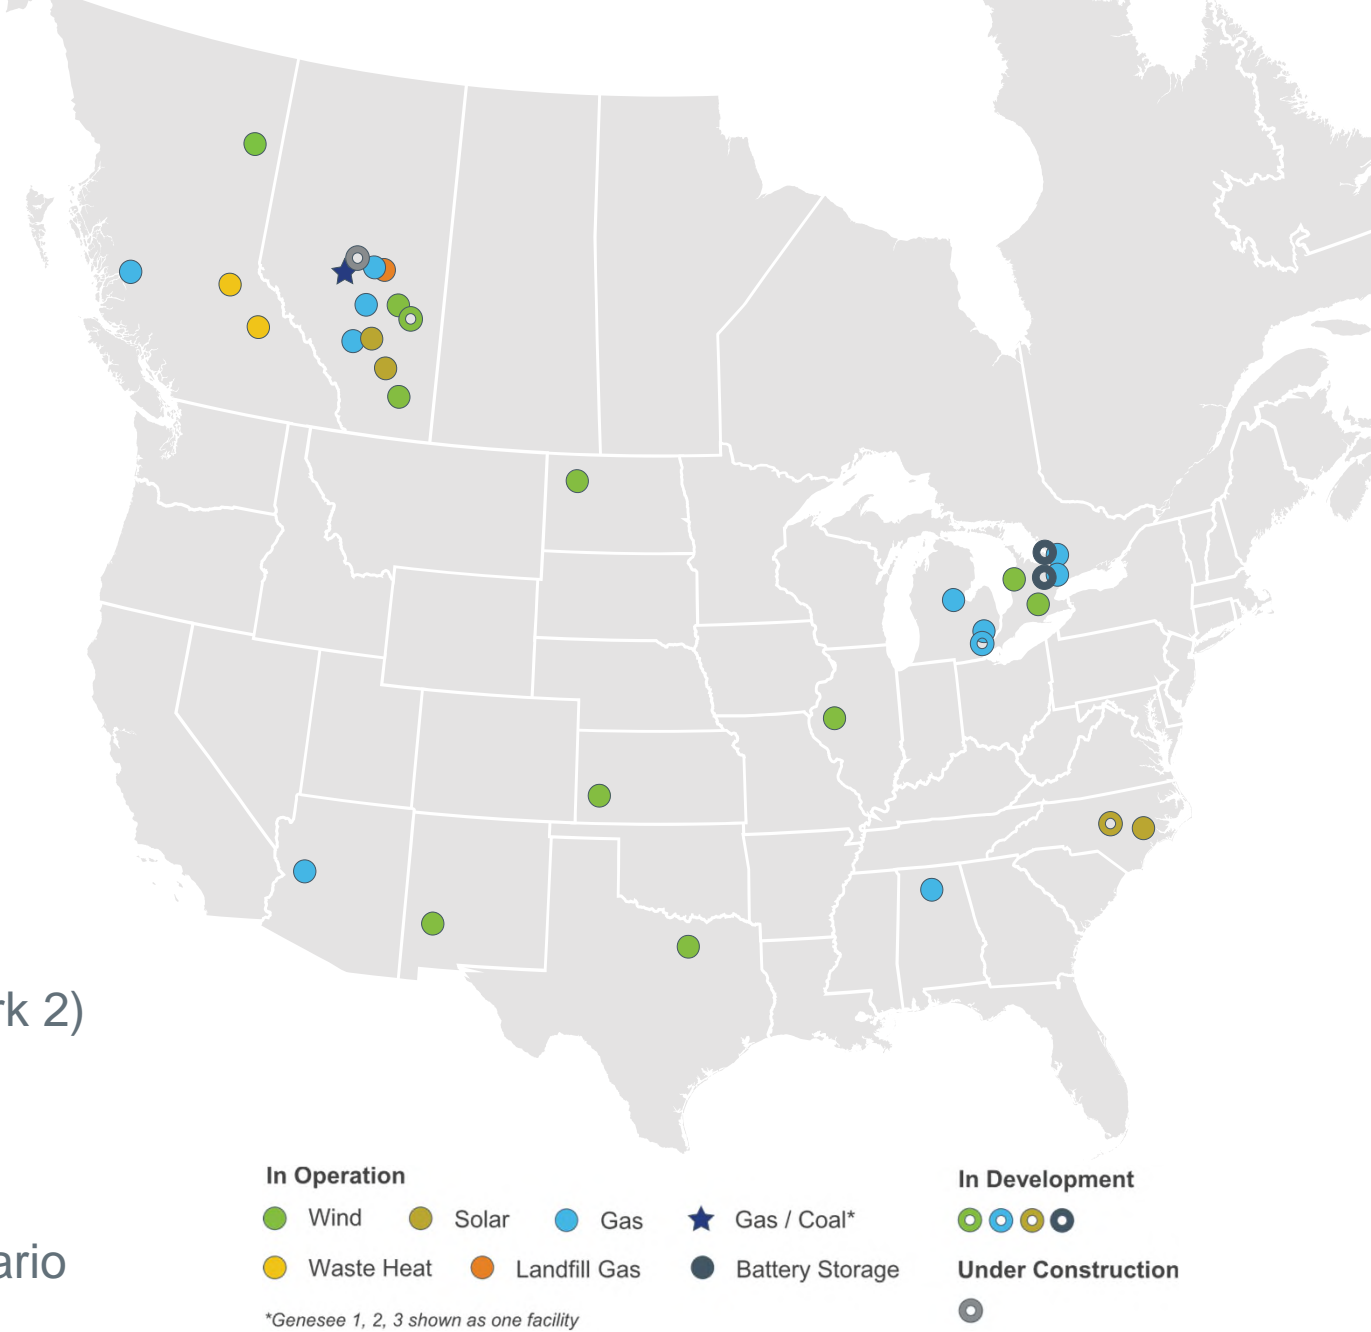 rk 2)
ario
In Operation
Wind
Solar
Gas
Gas / Coal*
Waste Heat
Landfill Gas
Battery Storage
*Genesee 1, 2, 3 shown as one facility
In Development
Under Construction